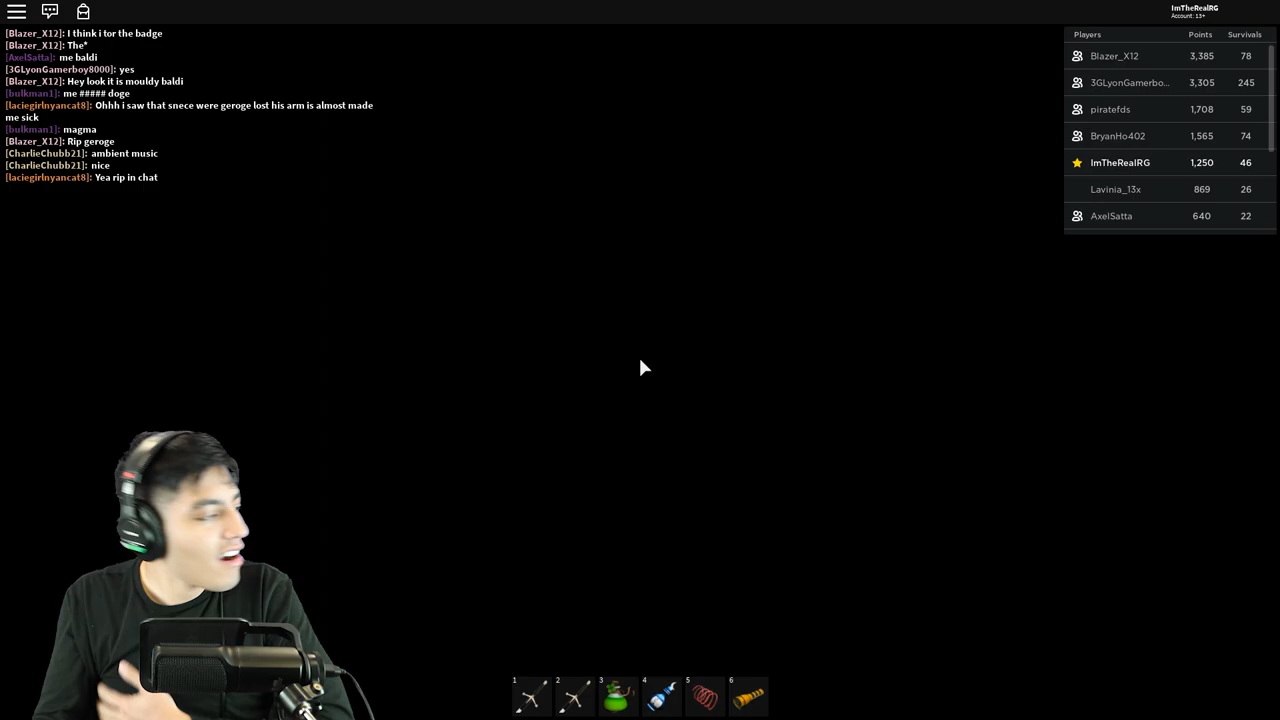 ImTheRealRG
Account: 13+
[Blazer_X12]: I think i tor the badge
[Blazer_X12]: The*
[AxelSatta]: me baldi
[3GLyonGamerboy8000]: yes
[Blazer_X12]: Hey look it is mouldy baldi
[bulkman1]: me ##### doge
[laciegirlnyancat8]: Ohhh i saw that snece were geroge lost his arm is almost made
me sick
[bulkman1]: magma
[Blazer_X12]: Rip geroge
[CharlieChubb21]: ambient music
[CharlieChubb21]: nice
[laciegirlnyancat8]: Yea rip in chat
Players Points Survivals
Blazer_X12 3,385 78
3GLyonGamerbo... 3,305 245
piratefds 1,708 59
BryanHo402 1,565 74
ImTheRealRG 1,250 46
Lavinia_13x 869 26
AxelSatta 640 22
1 2 3 4 5 6